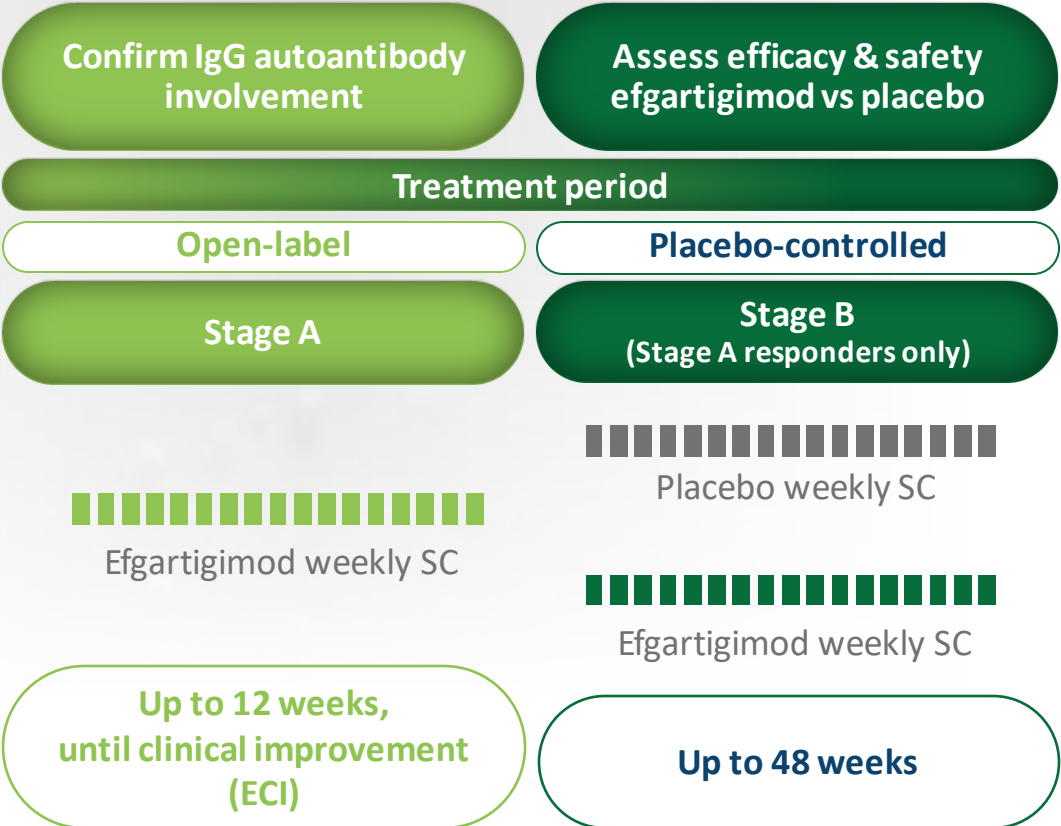 Confirm IgG autoantibody
involvement
Assess efficacy & safety
efgartigimod vs placebo
Treatment period
Open-label
Placebo-controlled
Stage A
Stage B
(Stage A responders only)
Placebo weekly SC
Efgartigimod weekly SC
Efgartigimod weekly SC
Up to 12 weeks,
until clinical improvement
(ECI)
Up to 48 weeks